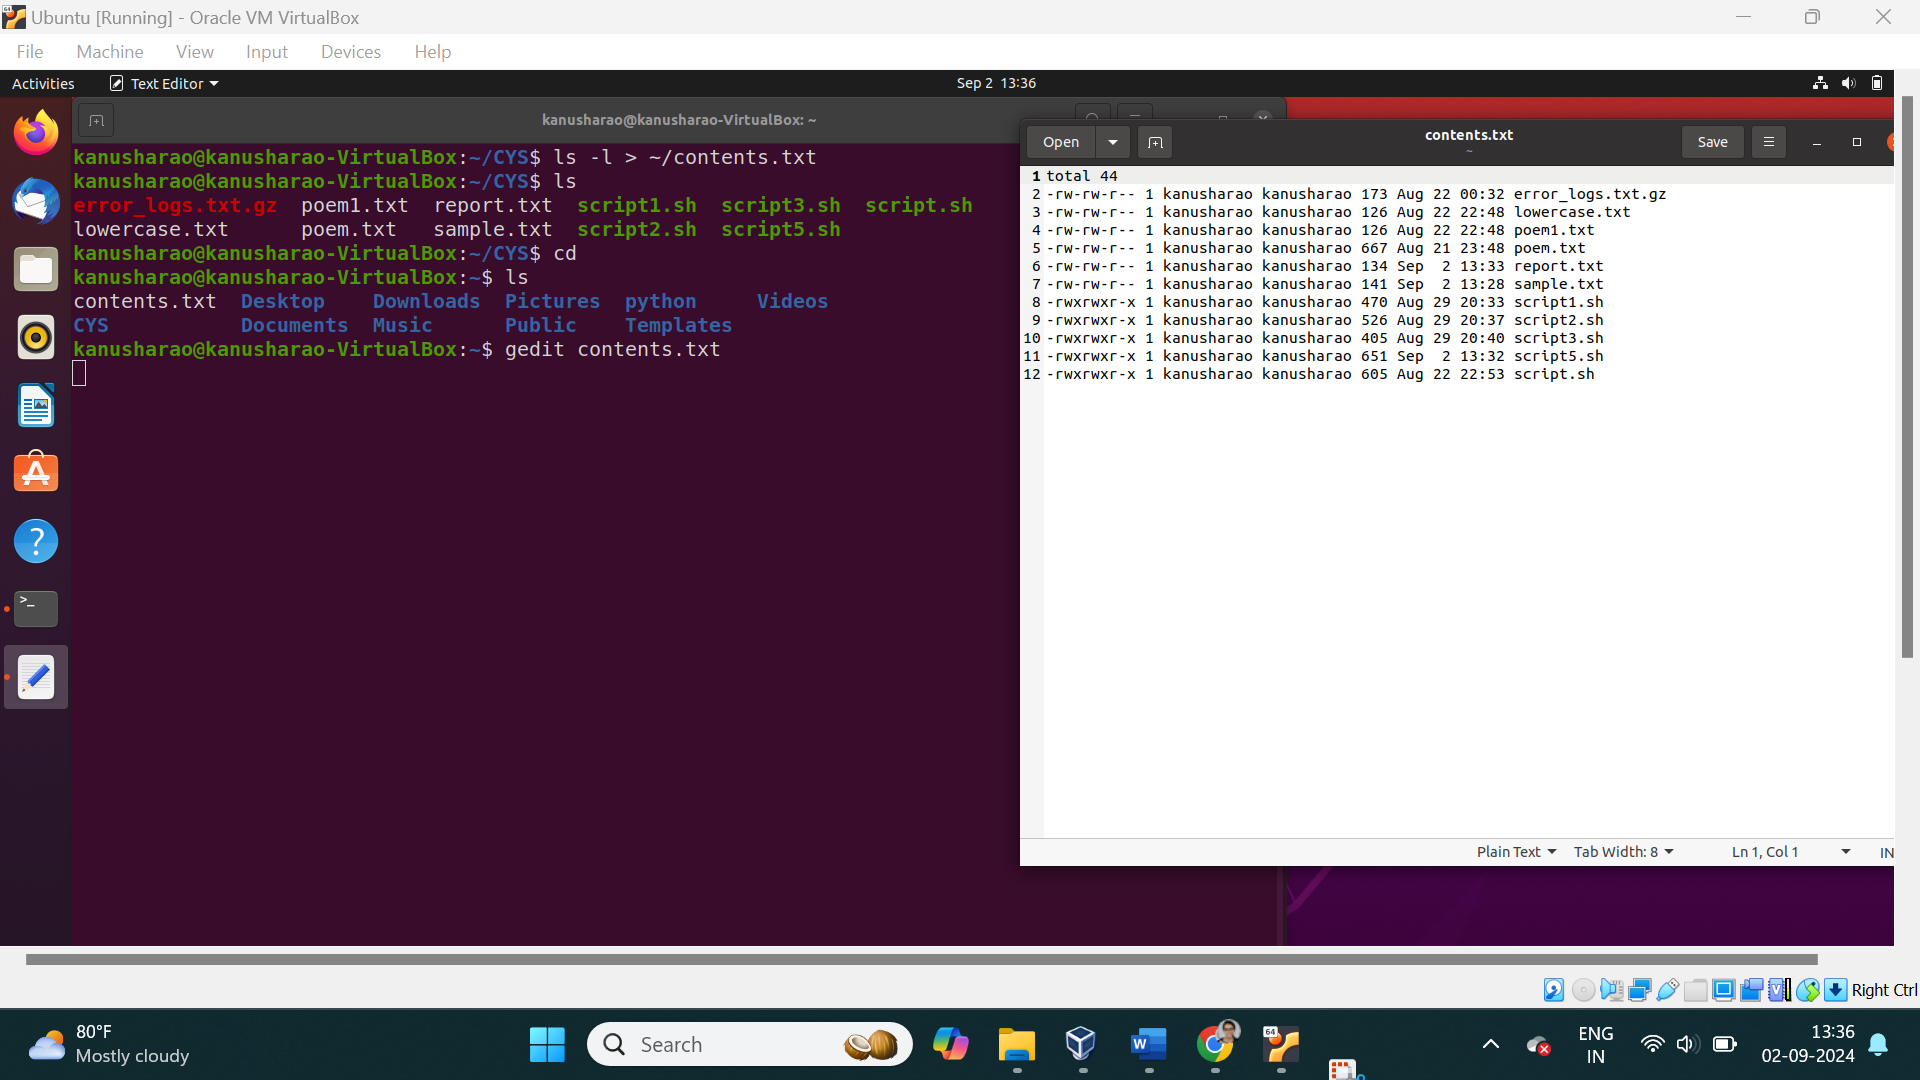 Ubuntu [Running] - Oracle VM VirtualBox
File Machine View Input Devices Help
Activities Text Editor Sep 2 13:36
kanusharao@kanusharao-VirtualBox: ~
kanusharao@kanusharao-VirtualBox:~/CYS$ ls -l > ~/contents.txt
kanusharao@kanusharao-VirtualBox:~/CYS$ ls
error_logs.txt.gz poem1.txt report.txt script1.sh script3.sh script.sh
lowercase.txt poem.txt sample.txt script2.sh script5.sh
kanusharao@kanusharao-VirtualBox:~/CYS$ cd
kanusharao@kanusharao-VirtualBox:~$ ls
contents.txt Desktop Downloads Pictures python Videos
CYS Documents Music Public Templates
kanusharao@kanusharao-VirtualBox:~$ gedit contents.txt
Open contents.txt Save
~
1 total 44
2 -rw-rw-r-- 1 kanusharao kanusharao 173 Aug 22 00:32 error_logs.txt.gz
3 -rw-rw-r-- 1 kanusharao kanusharao 126 Aug 22 22:48 lowercase.txt
4 -rw-rw-r-- 1 kanusharao kanusharao 126 Aug 22 22:48 poem1.txt
5 -rw-rw-r-- 1 kanusharao kanusharao 667 Aug 21 23:48 poem.txt
6 -rw-rw-r-- 1 kanusharao kanusharao 134 Sep  2 13:33 report.txt
7 -rw-rw-r-- 1 kanusharao kanusharao 141 Sep  2 13:28 sample.txt
8 -rwxrwxr-x 1 kanusharao kanusharao 470 Aug 29 20:33 script1.sh
9 -rwxrwxr-x 1 kanusharao kanusharao 526 Aug 29 20:37 script2.sh
10 -rwxrwxr-x 1 kanusharao kanusharao 405 Aug 29 20:40 script3.sh
11 -rwxrwxr-x 1 kanusharao kanusharao 651 Sep  2 13:32 script5.sh
12 -rwxrwxr-x 1 kanusharao kanusharao 605 Aug 22 22:53 script.sh
Plain Text Tab Width: 8 Ln 1, Col 1 IN
Right Ctrl
80°F
Mostly cloudy
Search
ENG
IN
13:36
02-09-2024